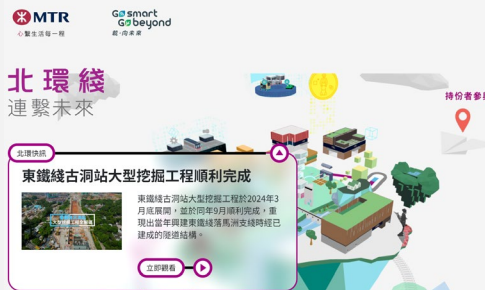 MTR
心繫生活每一程
Go smart
Go beyond
超·向未來
北環綫
連繫未來
持份者參與
北環快訊
東鐵綫古洞站大型挖掘工程順利完成
東鐵綫古洞站大型挖掘工程於2024年3
月底展開，並於同年9月順利完成，重
現出當年興建東鐵綫落馬洲支綫時經已
建成的隧道結構。
立即觀看